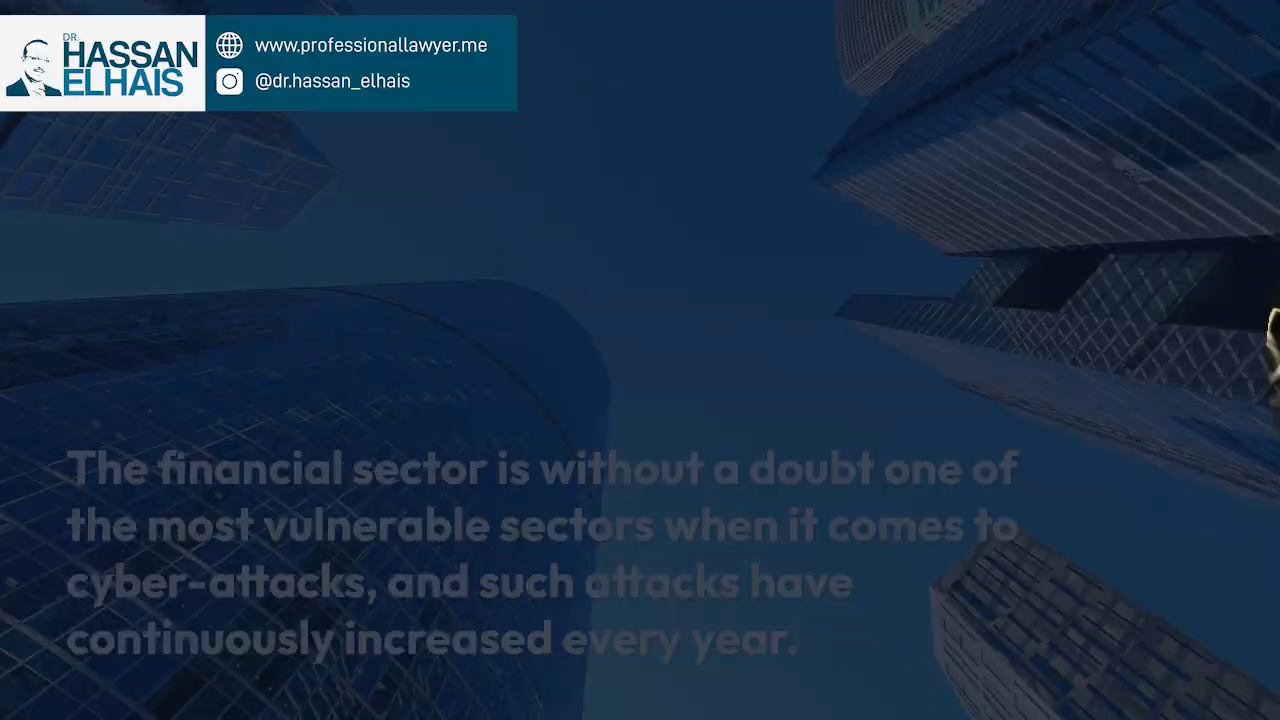 DR.
HASSAN
ELHAIS
www.professionallawyer.me
@dr.hassan_elhais
The financial sector is without a doubt one of
the most vulnerable sectors when it comes to
cyber-attacks, and such attacks have
continuously increased every year.